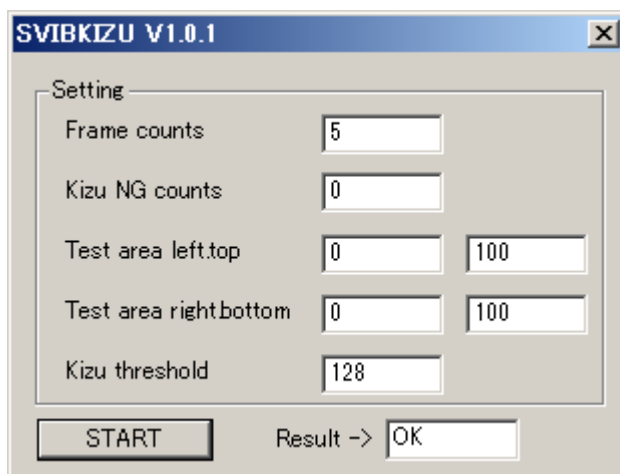 SVIBKIZU V1.0.1
Setting
Frame counts 5
Kizu NG counts 0
Test area left.top 0 100
Test area right.bottom 0 100
Kizu threshold 128
START Result -> OK